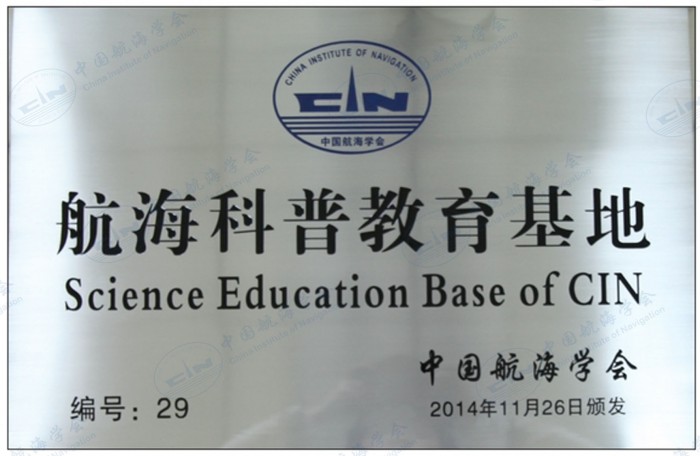 CHINA INSTITUTE OF NAVIGATION
CIN
中国航海学会
航海科普教育基地
Science Education Base of CIN
中国航海学会
编号：29
2014年11月26日颁发